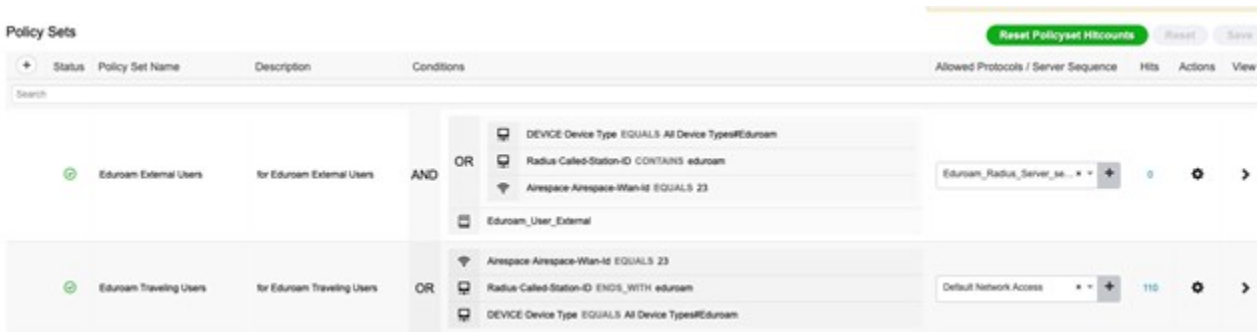 Policy Sets
Reset Policyset Hitcounts Reset Save
+ Status Policy Set Name Description Conditions Allowed Protocols / Server Sequence Hits Actions View
Search
DEVICE·Device Type EQUALS All Device Types#Eduroam
OR Radius·Called-Station-ID CONTAINS eduroam
Eduroam External Users for Eduroam External Users AND Eduroam_Radius_Server_se... × + 0
Airespace·Airespace-Wlan-Id EQUALS 23
Eduroam_User_External
Airespace·Airespace-Wlan-Id EQUALS 23
Eduroam Traveling Users for Eduroam Traveling Users OR Radius·Called-Station-ID ENDS_WITH eduroam Default Network Access × + 110
DEVICE·Device Type EQUALS All Device Types#Eduroam